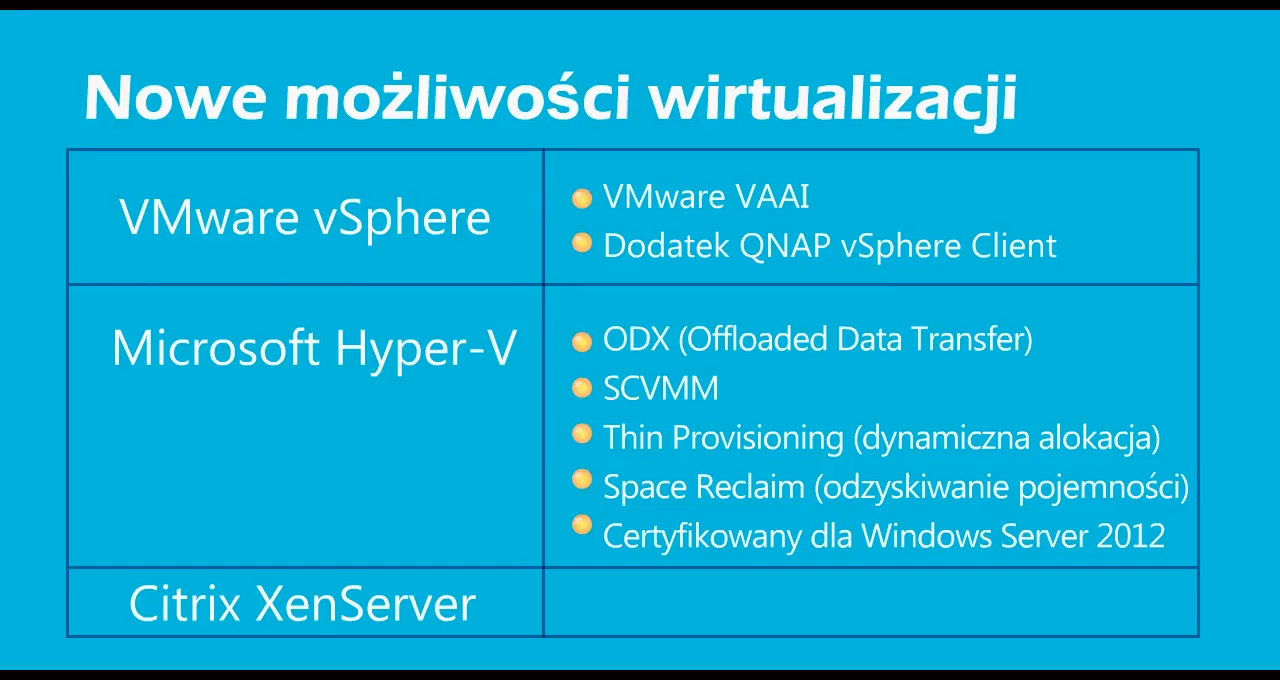 Nowe możliwości wirtualizacji
VMware vSphere
VMware VAAI
Dodatek QNAP vSphere Client
Microsoft Hyper-V
ODX (Offloaded Data Transfer)
SCVMM
Thin Provisioning (dynamiczna alokacja)
Space Reclaim (odzyskiwanie pojemności)
Certyfikowany dla Windows Server 2012
Citrix XenServer